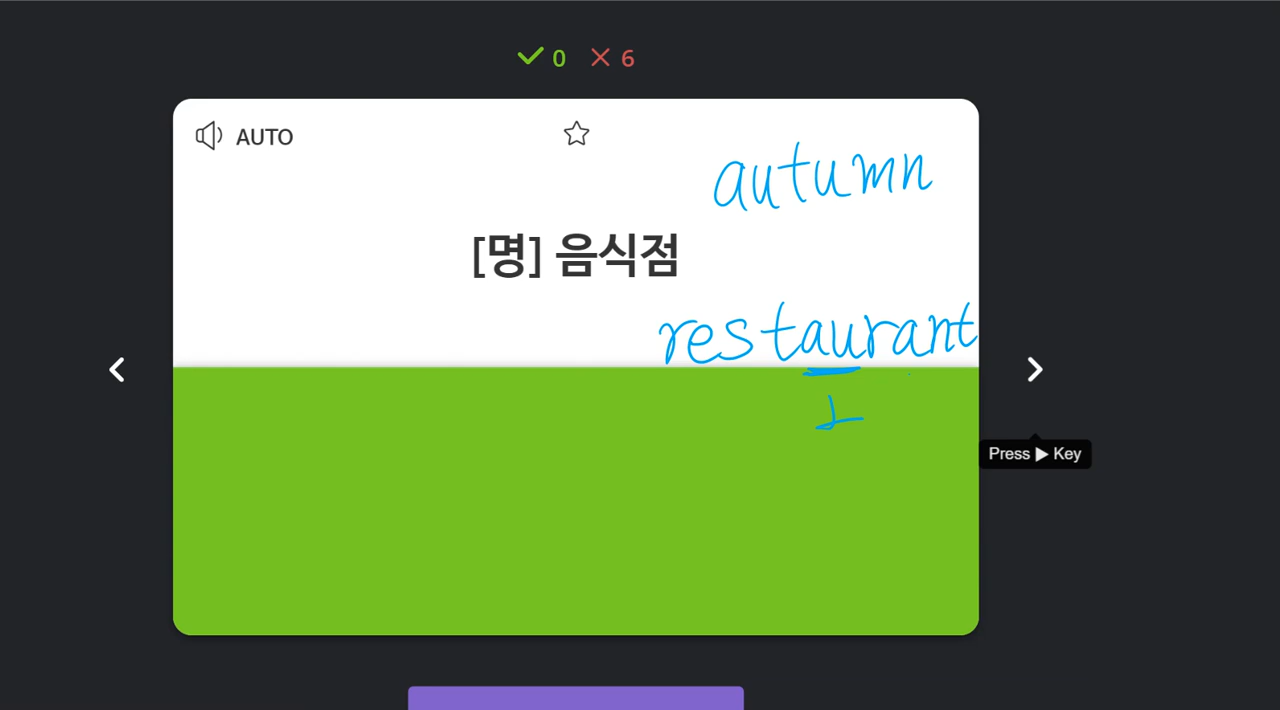 0 6
AUTO
autumn
[명] 음식점
restaurant
ㅗ
Press ▶ Key